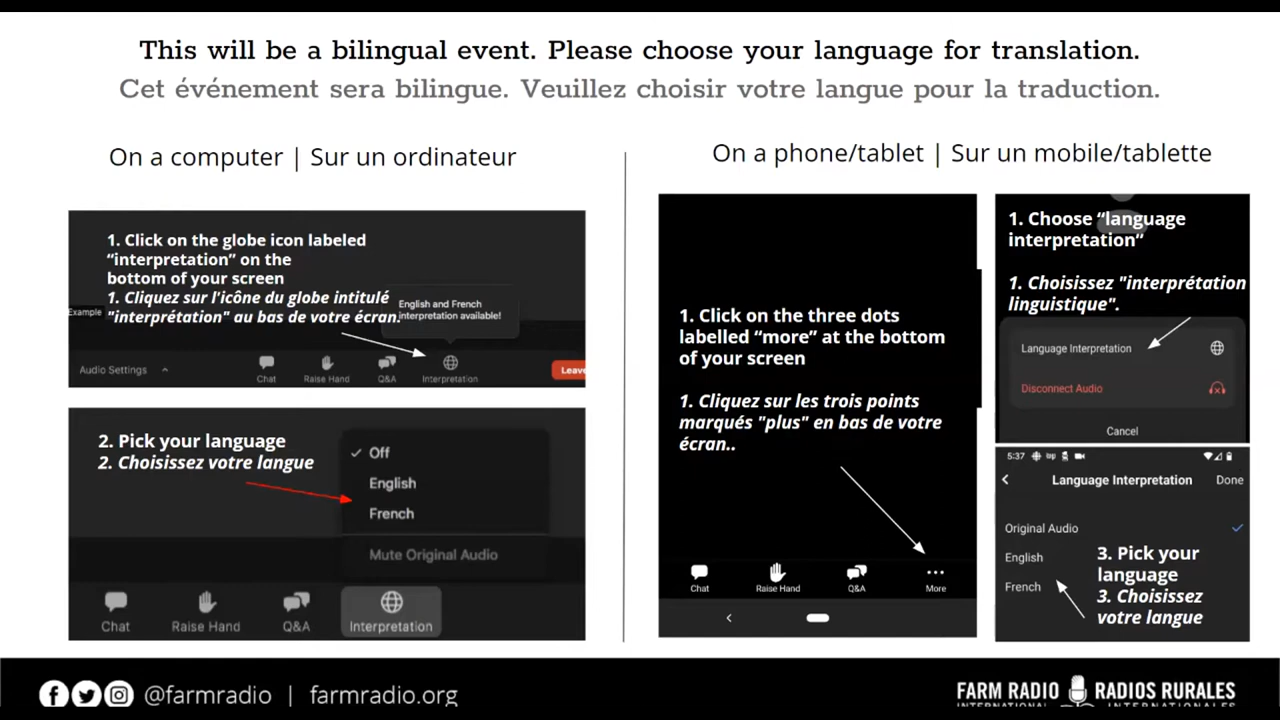 This will be a bilingual event. Please choose your language for translation.
Cet événement sera bilingue. Veuillez choisir votre langue pour la traduction.
On a computer | Sur un ordinateur
1. Click on the globe icon labeled
“interpretation” on the
bottom of your screen
1. Cliquez sur l'icône du globe intitulé
"interprétation" au bas de votre écran.
Example
English and French
interpretation available!
Audio Settings
Chat
Raise Hand
Q&A
Interpretation
Leave
2. Pick your language
2. Choisissez votre langue
Off
English
French
Mute Original Audio
Chat
Raise Hand
Q&A
Interpretation
On a phone/tablet | Sur un mobile/tablette
1. Click on the three dots
labelled “more” at the bottom
of your screen
1. Cliquez sur les trois points
marqués "plus" en bas de votre
écran..
Chat
Raise Hand
Q&A
More
1. Choose “language
interpretation”
1. Choisissez "interprétation
linguistique".
Language Interpretation
Disconnect Audio
Cancel
5:37
Language Interpretation
Done
Original Audio
English
French
3. Pick your
language
3. Choisissez
votre langue
@farmradio | farmradio.org
FARM RADIO
INTERNATIONAL
RADIOS RURALES
INTERNATIONALES